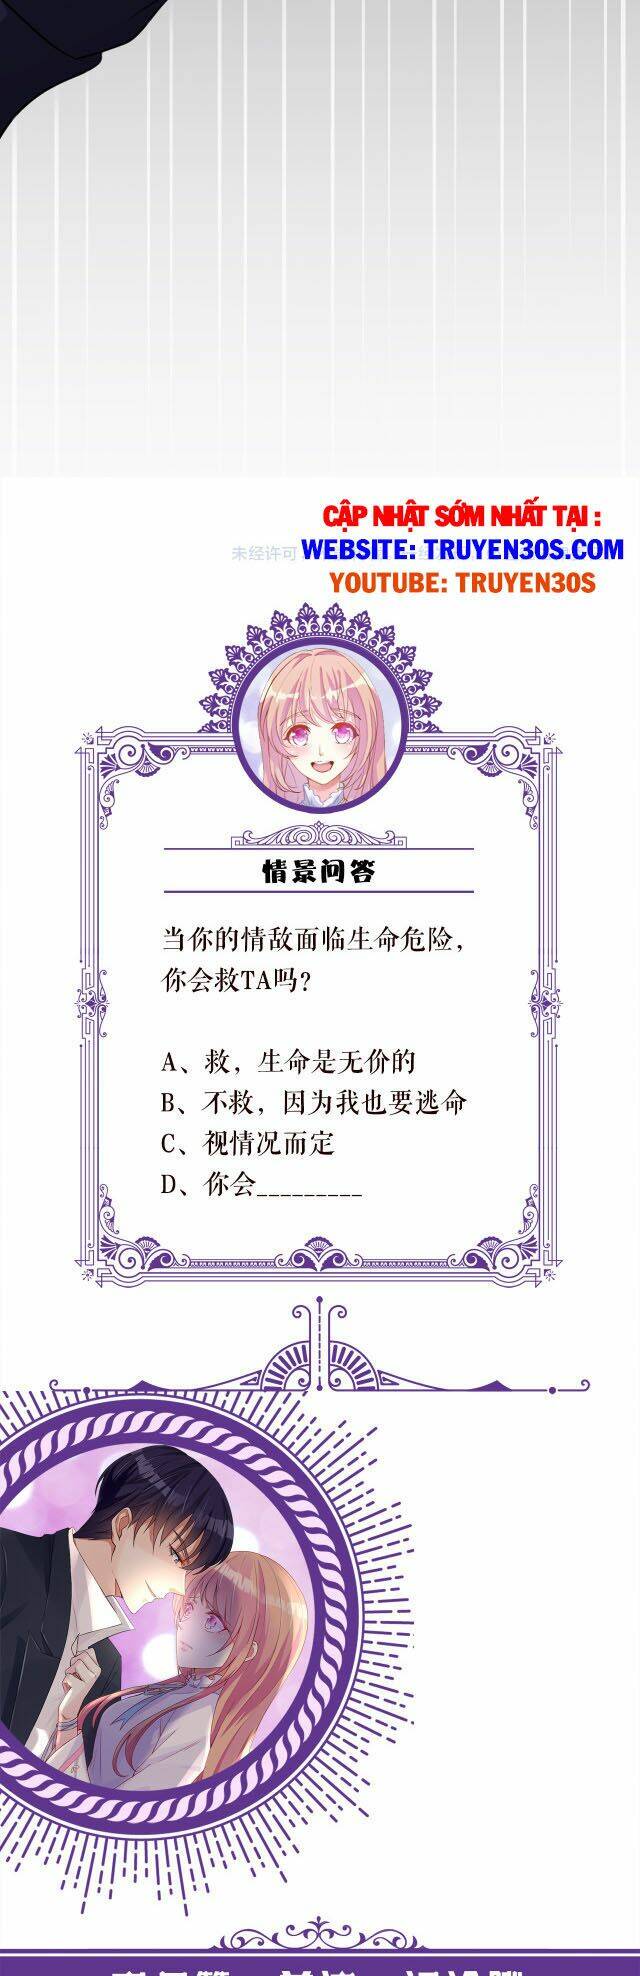 CẬP NHẬT SỚM NHẤT TẠI :
未经许可
WEBSITE: TRUYEN30S.COM
YOUTUBE: TRUYEN30S
情景问答
当你的情敌面临生命危险，
你会救TA吗？
A、救，生命是无价的
B、不救，因为我也要逃命
C、视情况而定
D、你会_________